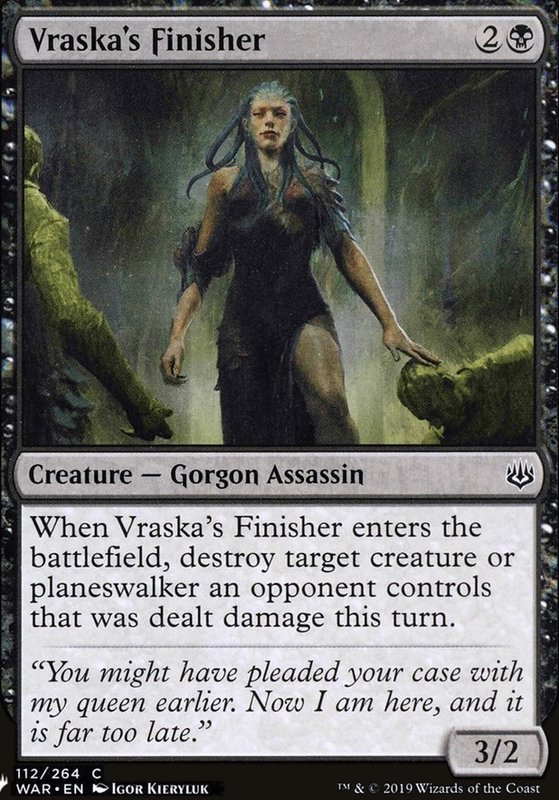 Vraska's Finisher 2
Creature — Gorgon Assassin
When Vraska's Finisher enters the
battlefield, destroy target creature or
planeswalker an opponent controls
that was dealt damage this turn.
“You might have pleaded your case with
my queen earlier. Now I am here, and it
is far too late.”
3/2
112/264 C
WAR • EN Igor Kieryluk
™ & © 2019 Wizards of the Coast